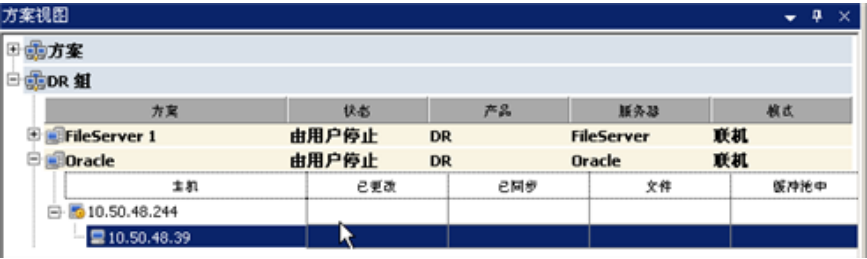 方案视图
方案
DR 组
方案 状态 产品 服务器 模式
FileServer 1 由用户停止 DR FileServer 联机
Oracle 由用户停止 DR Oracle 联机
主机 已更改 已同步 文件 缓冲池中
10.50.48.244
10.50.48.39